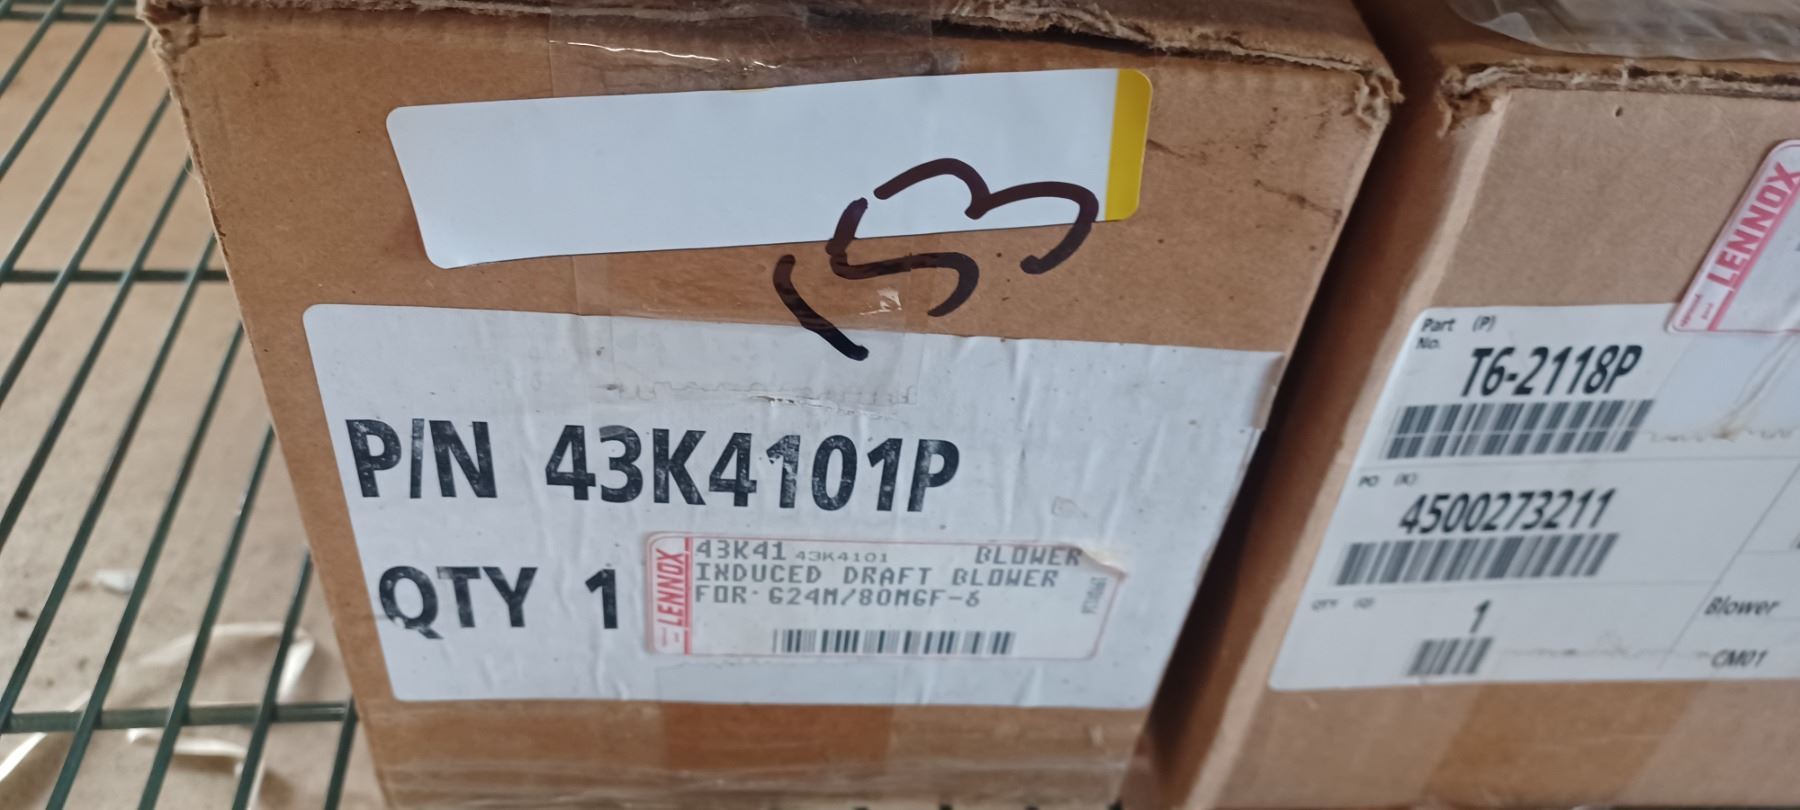 153
P/N 43K4101P
QTY 1
LENNOX
43K41 43K4101 BLOWER
INDUCED DRAFT BLOWER
FOR· G24M/80MGF-6
LENNOX
Part (P)
No.
T6-2118P
PO (K)
4500273211
QTY (Q)
1
Blower
CM01